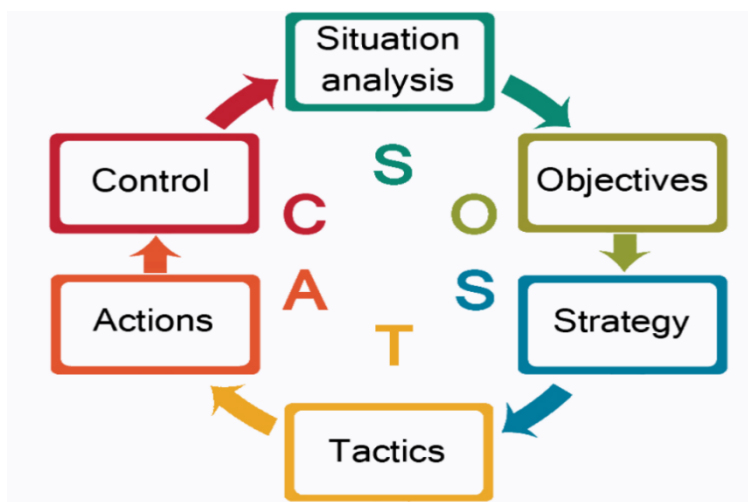 Situation
analysis
Objectives
Strategy
Tactics
Actions
Control
S
O
S
T
A
C